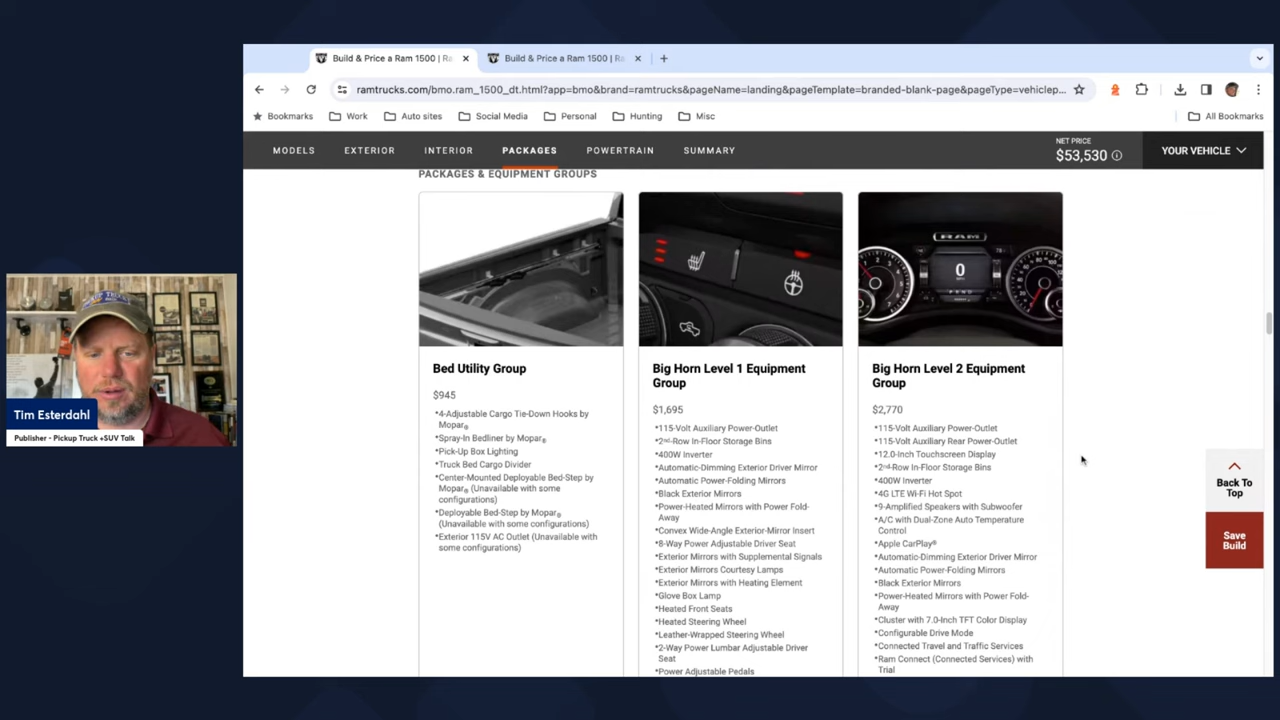 Build & Price a Ram 1500 | Ra
Build & Price a Ram 1500 | Ra
ramtrucks.com/bmo.ram_1500_dt.html?app=bmo&brand=ramtrucks&pageName=landing&pageTemplate=branded-blank-page&pageType=vehiclep...
Bookmarks
Work
Auto sites
Social Media
Personal
Hunting
Misc
All Bookmarks
MODELS
EXTERIOR
INTERIOR
PACKAGES
POWERTRAIN
SUMMARY
NET PRICE
$53,530
YOUR VEHICLE
PACKAGES & EQUIPMENT GROUPS
Bed Utility Group
$945
*4-Adjustable Cargo Tie-Down Hooks by
Mopar®
*Spray-In Bedliner by Mopar®
*Pick-Up Box Lighting
*Truck Bed Cargo Divider
*Center-Mounted Deployable Bed-Step by
Mopar® (Unavailable with some
configurations)
*Deployable Bed-Step by Mopar®
(Unavailable with some configurations)
*Exterior 115V AC Outlet (Unavailable with
some configurations)
Big Horn Level 1 Equipment
Group
$1,695
*115-Volt Auxiliary Power-Outlet
*2nd-Row In-Floor Storage Bins
*400W Inverter
*Automatic-Dimming Exterior Driver Mirror
*Automatic Power-Folding Mirrors
*Black Exterior Mirrors
*Power-Heated Mirrors with Power Fold-
Away
*Convex Wide-Angle Exterior-Mirror Insert
*8-Way Power Adjustable Driver Seat
*Exterior Mirrors with Supplemental Signals
*Exterior Mirrors Courtesy Lamps
*Exterior Mirrors with Heating Element
*Glove Box Lamp
*Heated Front Seats
*Heated Steering Wheel
*Leather-Wrapped Steering Wheel
*2-Way Power Lumbar Adjustable Driver
Seat
*Power Adjustable Pedals
RAM
0
Big Horn Level 2 Equipment
Group
$2,770
*115-Volt Auxiliary Power-Outlet
*115-Volt Auxiliary Rear Power-Outlet
*12.0-Inch Touchscreen Display
*2nd-Row In-Floor Storage Bins
*400W Inverter
*4G LTE Wi-Fi Hot Spot
*9-Amplified Speakers with Subwoofer
*A/C with Dual-Zone Auto Temperature
Control
*Apple CarPlay®
*Automatic-Dimming Exterior Driver Mirror
*Automatic Power-Folding Mirrors
*Black Exterior Mirrors
*Power-Heated Mirrors with Power Fold-
Away
*Cluster with 7.0-Inch TFT Color Display
*Configurable Drive Mode
*Connected Travel and Traffic Services
*Ram Connect (Connected Services) with
Trial
Back To
Top
Save
Build
Tim Esterdahl
Publisher - Pickup Truck +SUV Talk